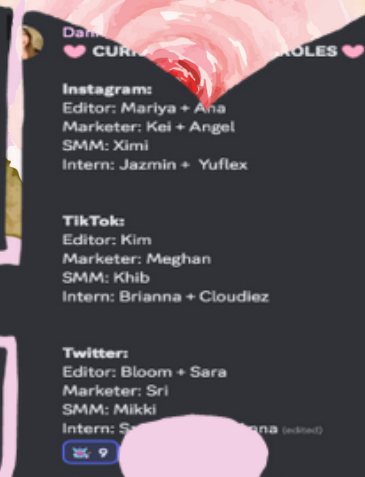 CUR ROLES
Instagram:
Editor: Mariya + Ana
Marketer: Kei + Angel
SMM: Ximi
Intern: Jazmin + Yuflex
TikTok:
Editor: Kim
Marketer: Meghan
SMM: Khib
Intern: Brianna + Cloudiez
Twitter:
Editor: Bloom + Sara
Marketer: Sri
SMM: Mikki
Intern: (edited)
9